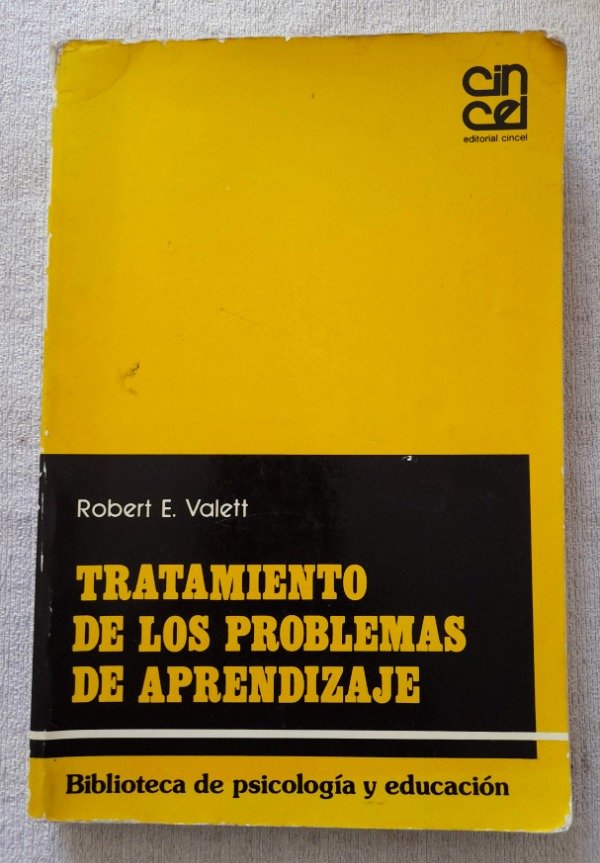 cin
cel
editorial cincel
Robert E. Valett
TRATAMIENTO
DE LOS PROBLEMAS
DE APRENDIZAJE
Biblioteca de psicología y educación